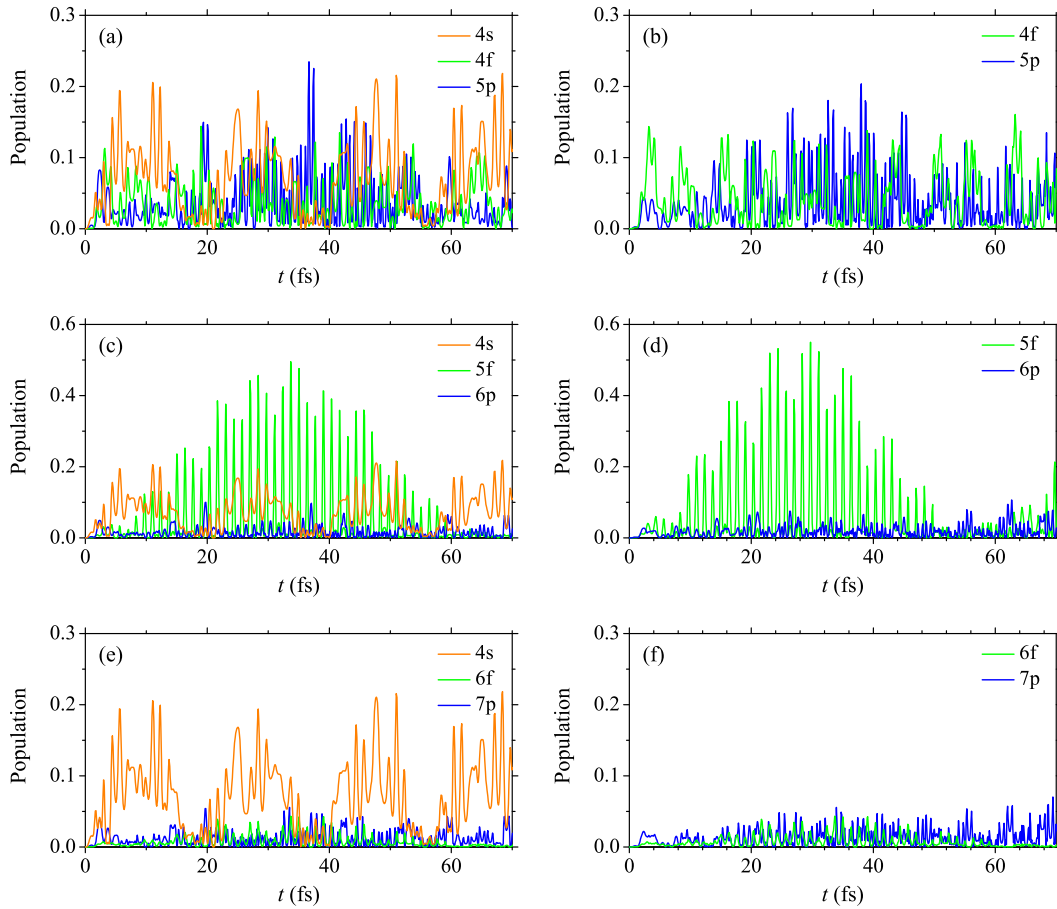 (a)
4s
4f
5p
0.3
0.2
0.1
0.0
Population
0 20 40 60
t (fs)
(b)
4f
5p
0.3
0.2
0.1
0.0
Population
0 20 40 60
t (fs)
(c)
4s
5f
6p
0.6
0.4
0.2
0.0
Population
0 20 40 60
t (fs)
(d)
5f
6p
0.6
0.4
0.2
0.0
Population
0 20 40 60
t (fs)
(e)
4s
6f
7p
0.3
0.2
0.1
0.0
Population
0 20 40 60
t (fs)
(f)
6f
7p
0.3
0.2
0.1
0.0
Population
0 20 40 60
t (fs)